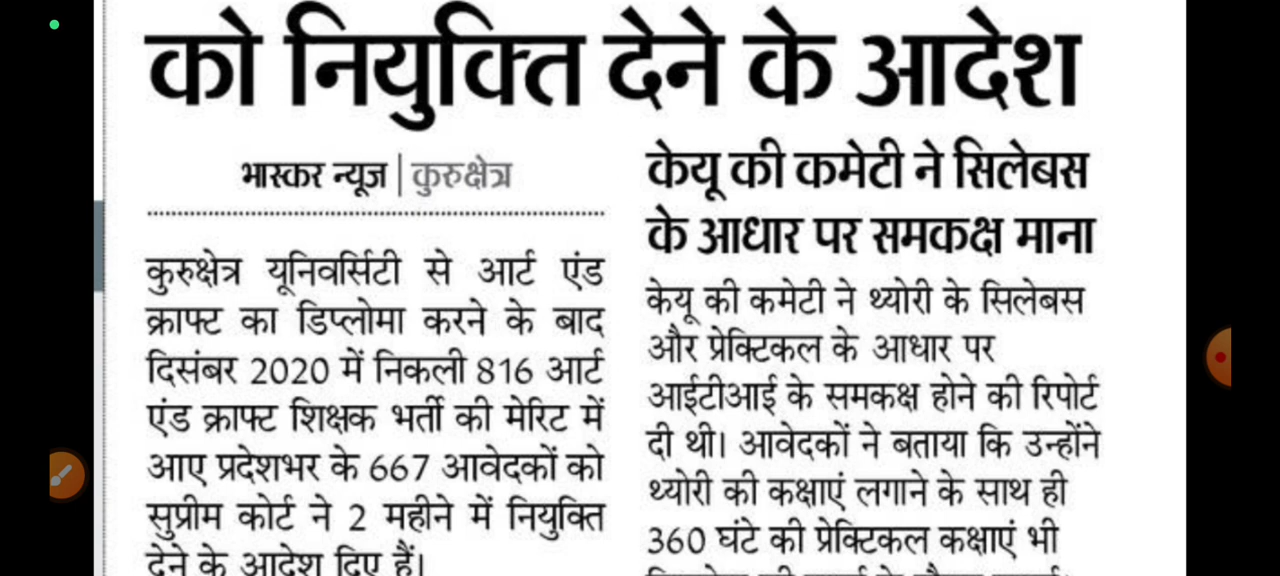 को नियुक्ति देने के आदेश
भास्कर न्यूज | कुरुक्षेत्र
कुरुक्षेत्र यूनिवर्सिटी से आर्ट एंड
क्राफ्ट का डिप्लोमा करने के बाद
दिसंबर 2020 में निकली 816 आर्ट
एंड क्राफ्ट शिक्षक भर्ती की मेरिट में
आए प्रदेशभर के 667 आवेदकों को
सुप्रीम कोर्ट ने 2 महीने में नियुक्ति
देने के आदेश दिए हैं।
केयू की कमेटी ने सिलेबस
के आधार पर समकक्ष माना
केयू की कमेटी ने थ्योरी के सिलेबस
और प्रेक्टिकल के आधार पर
आईटीआई के समकक्ष होने की रिपोर्ट
दी थी। आवेदकों ने बताया कि उन्होंने
थ्योरी की कक्षाएं लगाने के साथ ही
360 घंटे की प्रेक्टिकल कक्षाएं भी